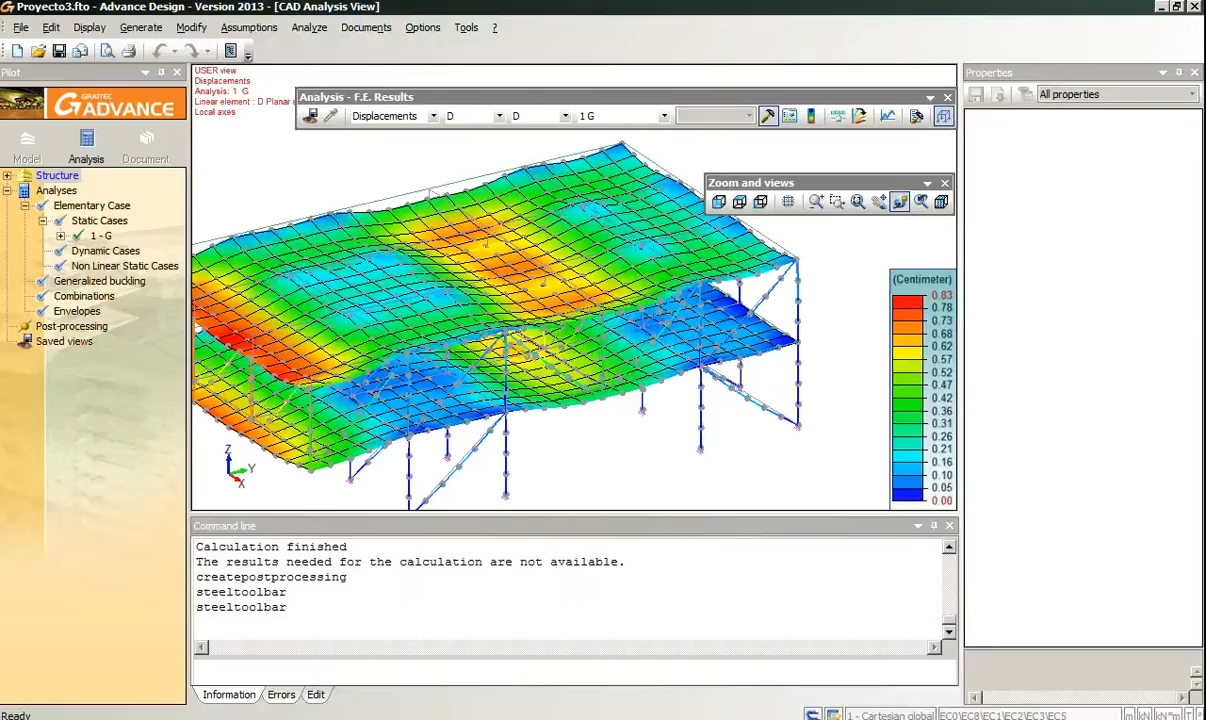 Proyecto3.fto - Advance Design - Version 2013 - [CAD Analysis View]
File Edit Display Generate Modify Assumptions Analyze Documents Options Tools ?
Pilot
GRAITEC
ADVANCE
Model Analysis Document
Structure
Analyses
Elementary Case
Static Cases
1 - G
Dynamic Cases
Non Linear Static Cases
Generalized buckling
Combinations
Envelopes
Post-processing
Saved views
USER view
Displacements
Analysis: 1 G
Linear element : D Planar e
Local axes
Analysis - F.E. Results
Displacements D D 1 G
Zoom and views
(Centimeter)
0.83
0.78
0.73
0.68
0.62
0.57
0.52
0.47
0.42
0.36
0.31
0.26
0.21
0.16
0.10
0.05
0.00
Z
Y
X
Command line
Calculation finished
The results needed for the calculation are not available.
createpostprocessing
steeltoolbar
steeltoolbar
Information Errors Edit
Properties
All properties
Ready
1 - Cartesian global EC0\EC8\EC1\EC2\EC3\EC5 m kN kN*m T